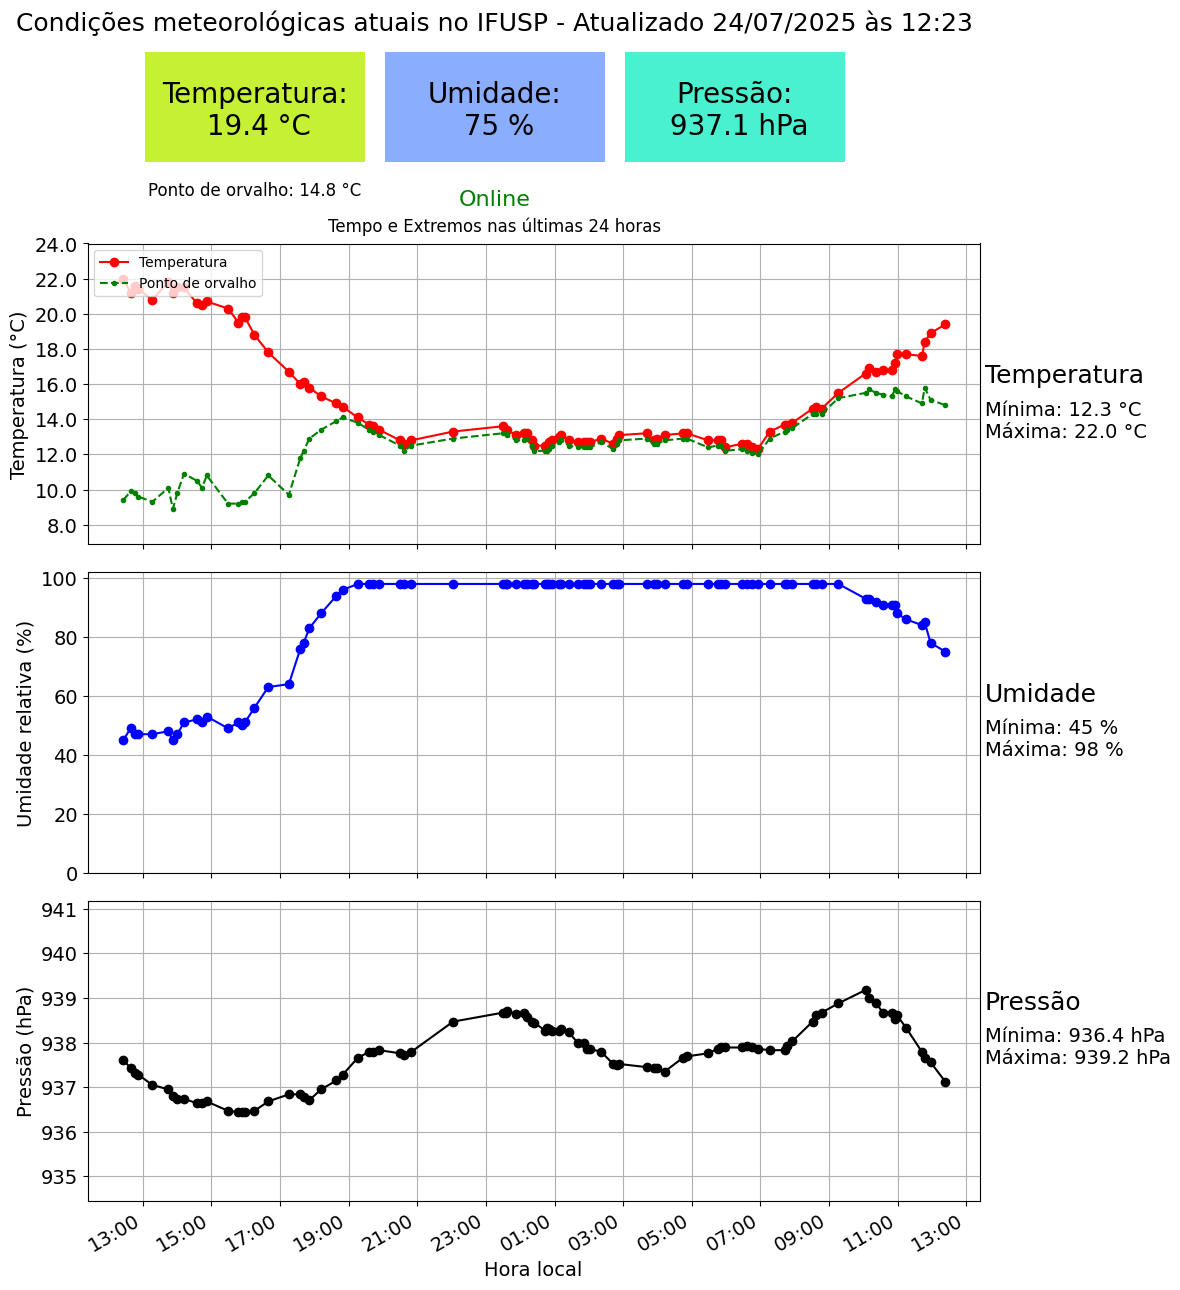 Condições meteorológicas atuais no IFUSP - Atualizado 24/07/2025 às 12:23
Temperatura:
19.4 °C
Umidade:
75 %
Pressão:
937.1 hPa
Ponto de orvalho: 14.8 °C
Online
Tempo e Extremos nas últimas 24 horas
Temperatura
Ponto de orvalho
Temperatura (°C)
24.0
22.0
20.0
18.0
16.0
14.0
12.0
10.0
8.0
Temperatura
Mínima: 12.3 °C
Máxima: 22.0 °C
Umidade relativa (%)
100
80
60
40
20
0
Umidade
Mínima: 45 %
Máxima: 98 %
Pressão (hPa)
941
940
939
938
937
936
935
Pressão
Mínima: 936.4 hPa
Máxima: 939.2 hPa
13:00 15:00 17:00 19:00 21:00 23:00 01:00 03:00 05:00 07:00 09:00 11:00 13:00
Hora local